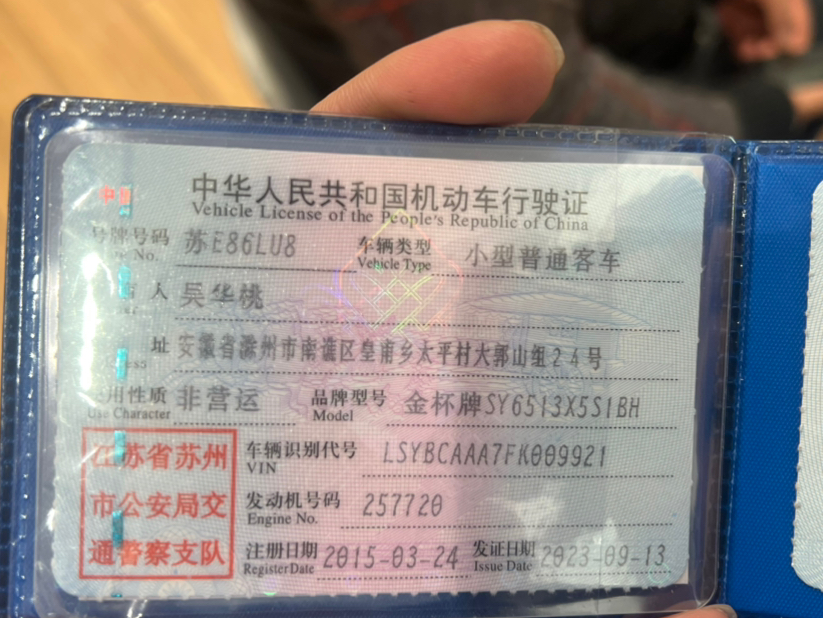 中华人民共和国机动车行驶证
Vehicle License of the People's Republic of China
号牌号码 苏E86LU8 车辆类型 小型普通客车
No. Vehicle Type
人 吴华桃
址 安徽省滁州市南谯区皇甫乡太平村大郭山组24号
使用性质 非营运 品牌型号 金杯牌SY6513X5S1BH
Use Character Model
江苏省苏州 车辆识别代号 LSYBCAAA7FK009921
VIN
市公安局交 发动机号码 257720
Engine No.
通警察支队 注册日期 2015-03-24 发证日期 2023-09-13
Register Date Issue Date